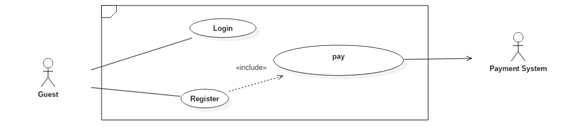 Login
pay
«include»
Payment System
Guest
Register